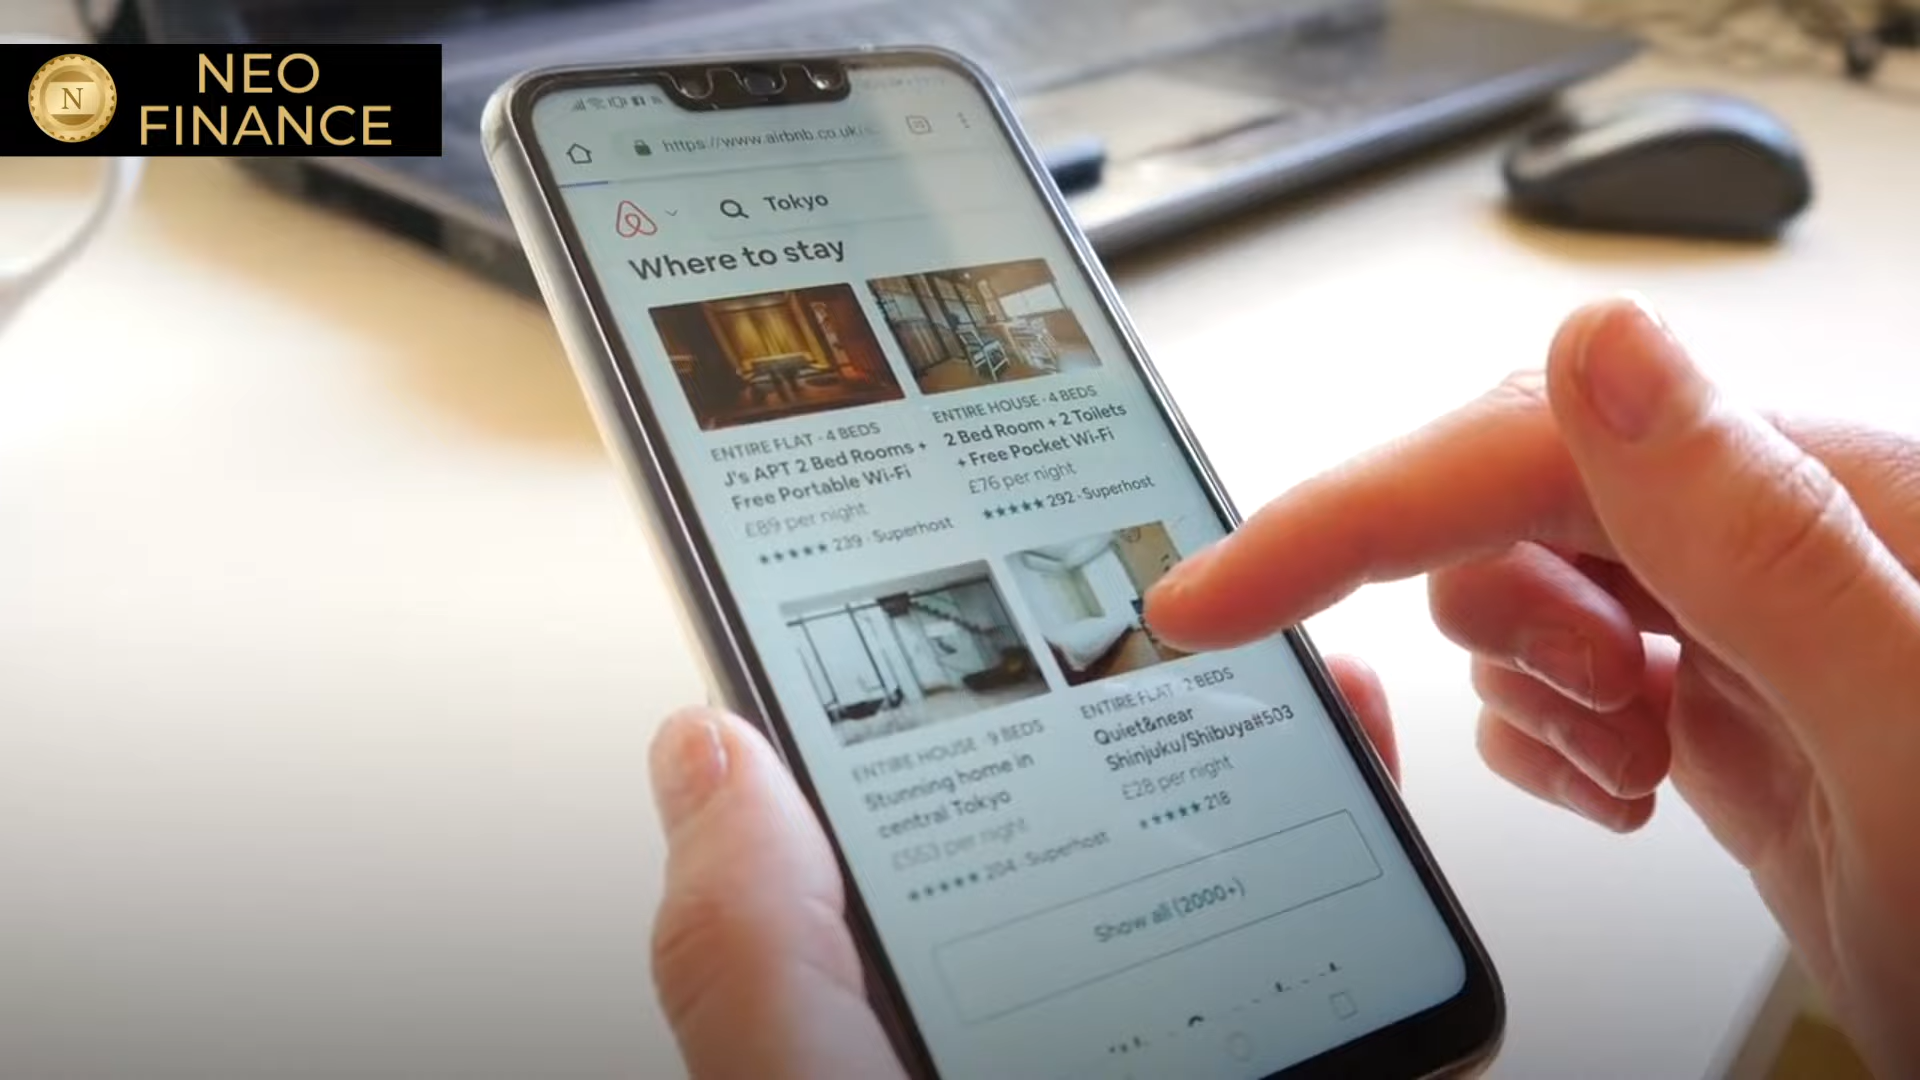 N
NEO
FINANCE
https://www.airbnb.co.uk/s...
Tokyo
Where to stay
ENTIRE FLAT · 4 BEDS
J's APT 2 Bed Rooms +
Free Portable Wi-Fi
£89 per night
★★★★★ 239 · Superhost
ENTIRE HOUSE · 4 BEDS
2 Bed Room + 2 Toilets
+ Free Pocket Wi-Fi
£76 per night
★★★★★ 292 · Superhost
ENTIRE HOUSE · 9 BEDS
Stunning home in
central Tokyo
per night
★★★★★ 204 · Superhost
ENTIRE FLAT · 2 BEDS
Quiet&near
Shinjuku/Shibuya#503
£28 per night
★★★★★ 218
Show all (2000+)